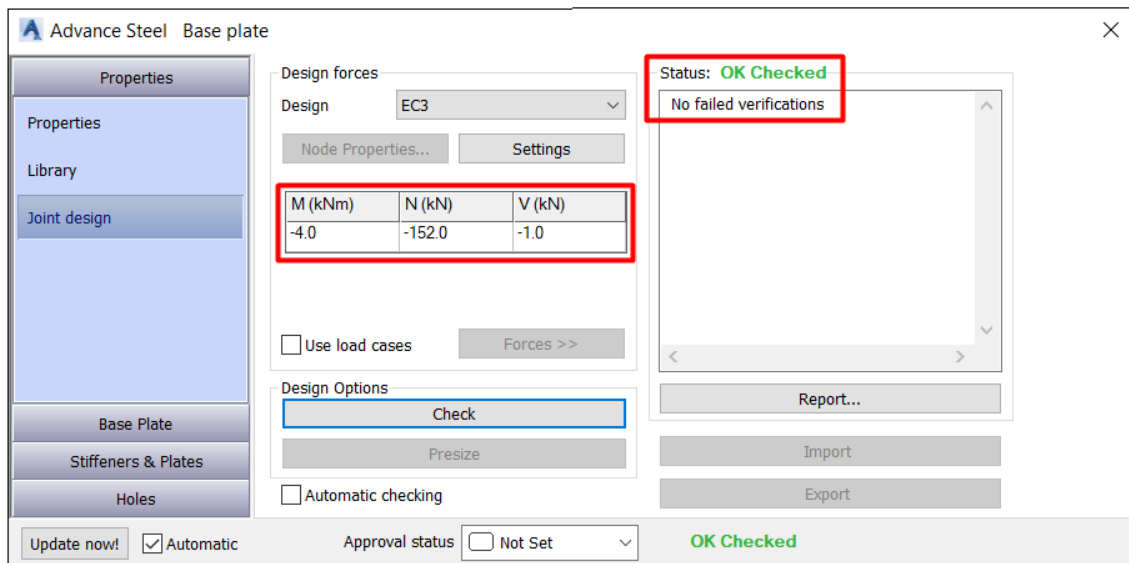 Advance Steel Base plate
Properties
Properties
Library
Joint design
Base Plate
Stiffeners & Plates
Holes
Design forces
Design EC3
Node Properties... Settings
M (kNm) N (kN) V (kN)
-4.0 -152.0 -1.0
Use load cases Forces >>
Design Options
Check
Presize
Automatic checking
Status: OK Checked
No failed verifications
Report...
Import
Export
Update now! Automatic Approval status Not Set OK Checked